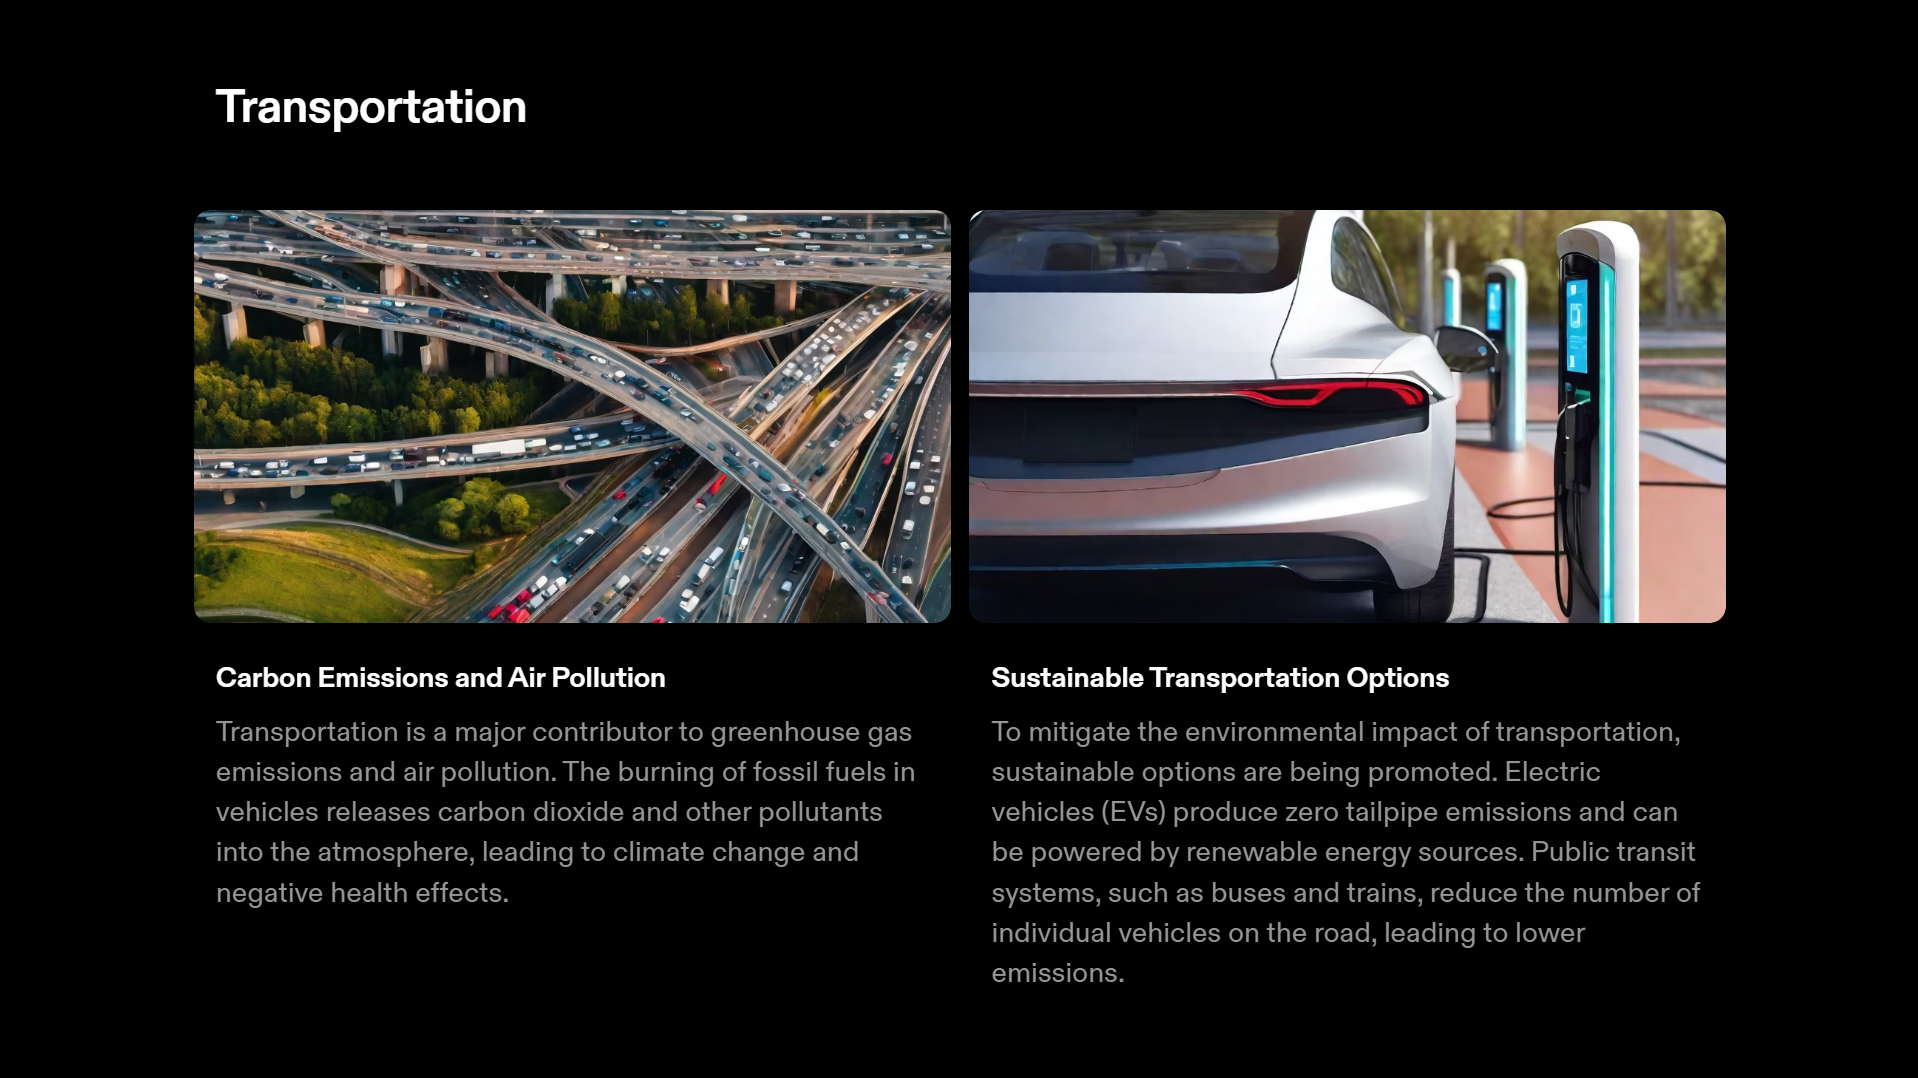 Transportation
Carbon Emissions and Air Pollution
Transportation is a major contributor to greenhouse gas
emissions and air pollution. The burning of fossil fuels in
vehicles releases carbon dioxide and other pollutants
into the atmosphere, leading to climate change and
negative health effects.
Sustainable Transportation Options
To mitigate the environmental impact of transportation,
sustainable options are being promoted. Electric
vehicles (EVs) produce zero tailpipe emissions and can
be powered by renewable energy sources. Public transit
systems, such as buses and trains, reduce the number of
individual vehicles on the road, leading to lower
emissions.